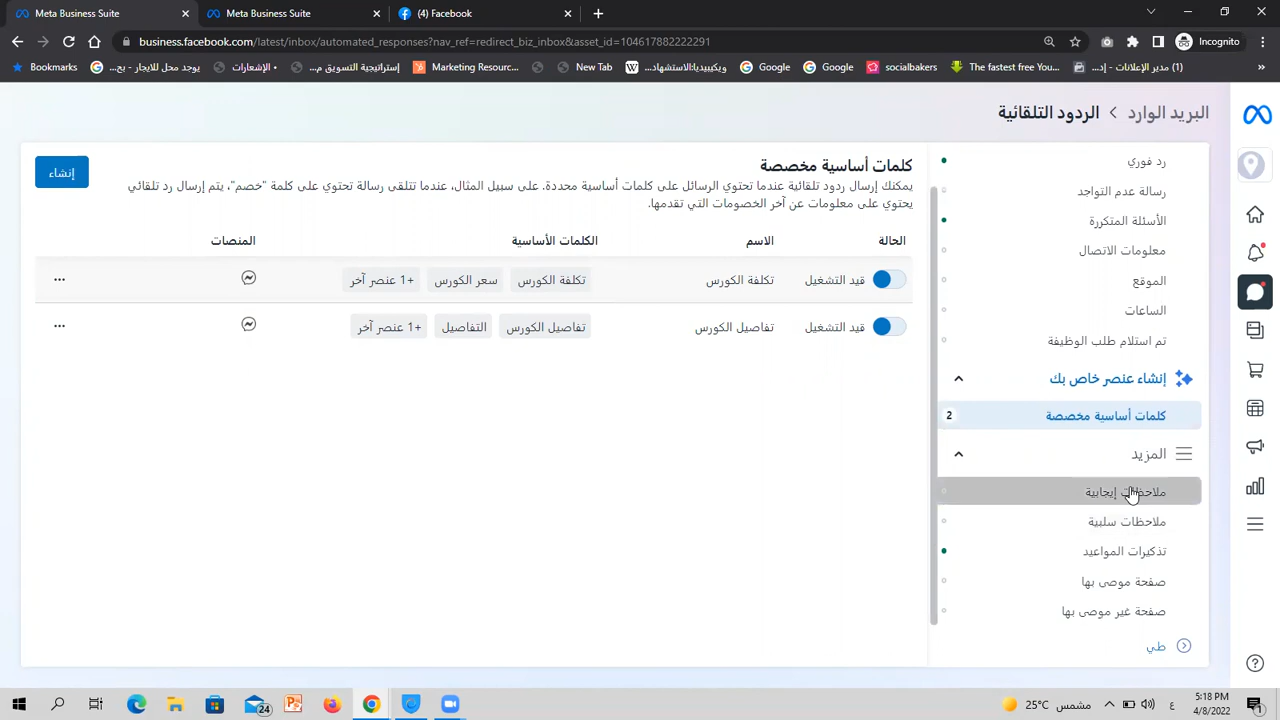 Meta Business Suite
Meta Business Suite
(4) Facebook
business.facebook.com/latest/inbox/automated_responses?nav_ref=redirect_biz_inbox&asset_id=104617882222291
Incognito
Bookmarks
يوجد محل للايجار - بع...
الإشعارات •
إستراتيجية التسويق م...
Marketing Resourc...
New Tab
ويكيبيديا:الاستشهاد...
Google
Google
socialbakers
The fastest free You...
(1) مدير الإعلانات - إد...
»
البريد الوارد > الردود التلقائية
رد فوري
رسالة عدم التواجد
الأسئلة المتكررة
معلومات الاتصال
الموقع
الساعات
تم استلام طلب الوظيفة
إنشاء عنصر خاص بك
كلمات أساسية مخصصة
2
المزيد
ملاحظات إيجابية
ملاحظات سلبية
تذكيرات المواعيد
صفحة موصى بها
صفحة غير موصى بها
طي
كلمات أساسية مخصصة
إنشاء
يمكنك إرسال ردود تلقائية عندما تحتوي الرسائل على كلمات أساسية محددة. على سبيل المثال، عندما تتلقى رسالة تحتوي على كلمة "خصم"، يتم إرسال رد تلقائي
يحتوي على معلومات عن آخر الخصومات التي تقدمها.
الحالة الاسم الكلمات الأساسية المنصات
قيد التشغيل تكلفة الكورس تكلفة الكورس سعر الكورس +1 عنصر آخر ...
قيد التشغيل تفاصيل الكورس تفاصيل الكورس التفاصيل +1 عنصر آخر ...
24
25°C مشمس
ع
5:18 PM
4/8/2022
1